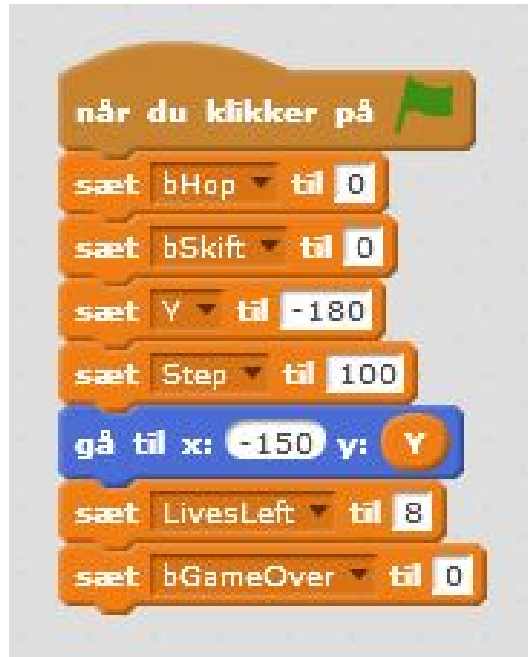 når du klikker på
sæt bHop til 0
sæt bSkift til 0
sæt Y til -180
sæt Step til 100
gå til x: -150 y: Y
sæt LivesLeft til 8
sæt bGameOver til 0